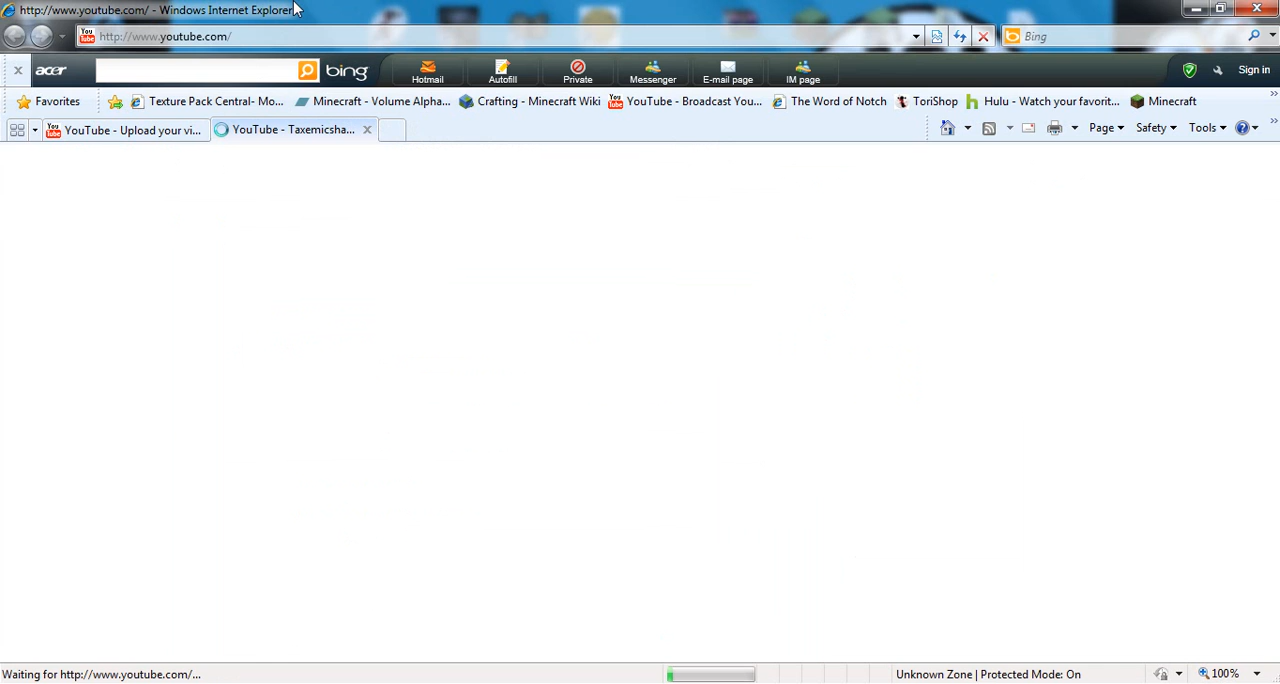 http://www.youtube.com/ - Windows Internet Explorer
You Tube http://www.youtube.com/ Bing
acer bing Hotmail Autofill Private Messenger E-mail page IM page Sign in
Favorites Texture Pack Central- Mo... Minecraft - Volume Alpha... Crafting - Minecraft Wiki YouTube - Broadcast You... The Word of Notch ToriShop Hulu - Watch your favorit... Minecraft
YouTube - Upload your vi... YouTube - Taxemicsha... Page Safety Tools
Waiting for http://www.youtube.com/... Unknown Zone | Protected Mode: On 100%